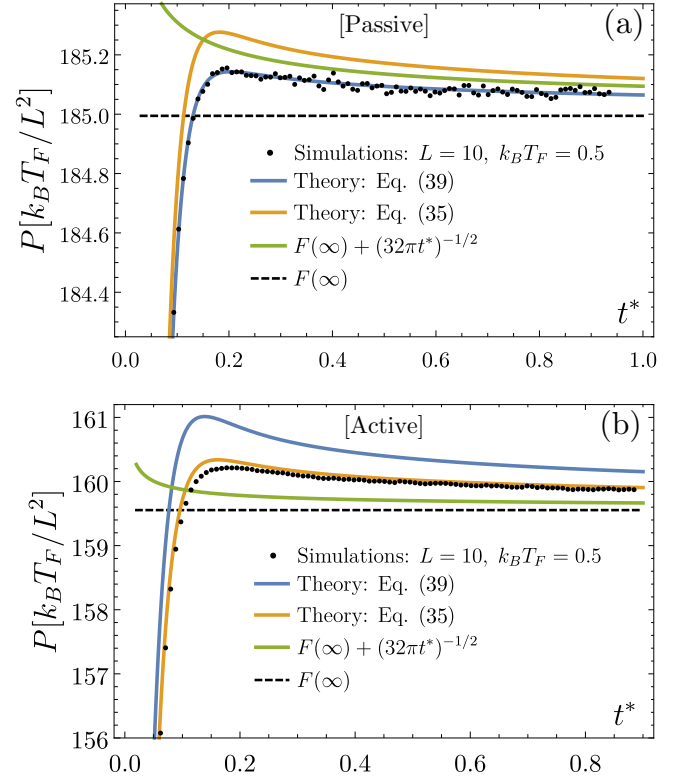 [Passive]
(a)
P[k_BT_F/L^2]
185.2
185.0
184.8
184.6
184.4
Simulations: L = 10, k_BT_F = 0.5
Theory: Eq. (39)
Theory: Eq. (35)
F(∞) + (32πt*)^{-1/2}
F(∞)
t*
0.0 0.2 0.4 0.6 0.8 1.0
[Active]
(b)
P[k_BT_F/L^2]
161
160
159
158
157
156
Simulations: L = 10, k_BT_F = 0.5
Theory: Eq. (39)
Theory: Eq. (35)
F(∞) + (32πt*)^{-1/2}
F(∞)
t*
0.0 0.2 0.4 0.6 0.8